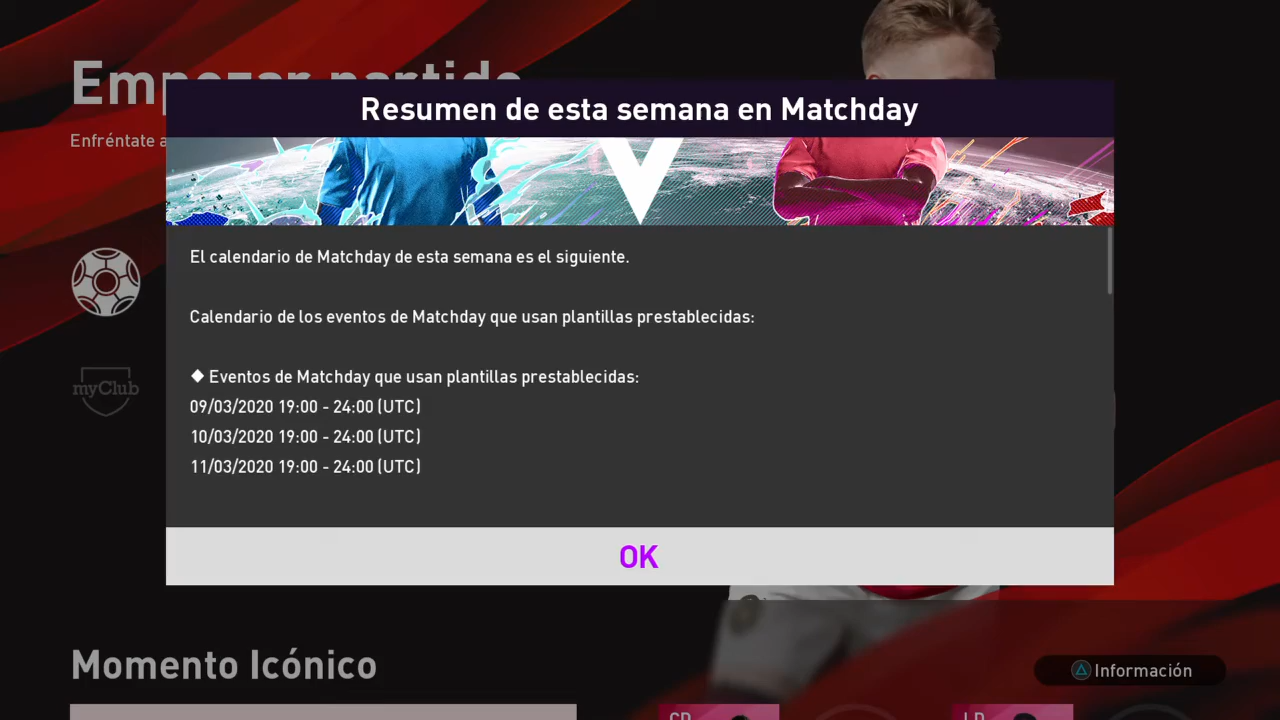 Empezar partido
Resumen de esta semana en Matchday
Enfréntate a
El calendario de Matchday de esta semana es el siguiente.
Calendario de los eventos de Matchday que usan plantillas prestablecidas:
◆ Eventos de Matchday que usan plantillas prestablecidas:
09/03/2020 19:00 - 24:00 (UTC)
10/03/2020 19:00 - 24:00 (UTC)
11/03/2020 19:00 - 24:00 (UTC)
myClub
OK
Momento Icónico
Información